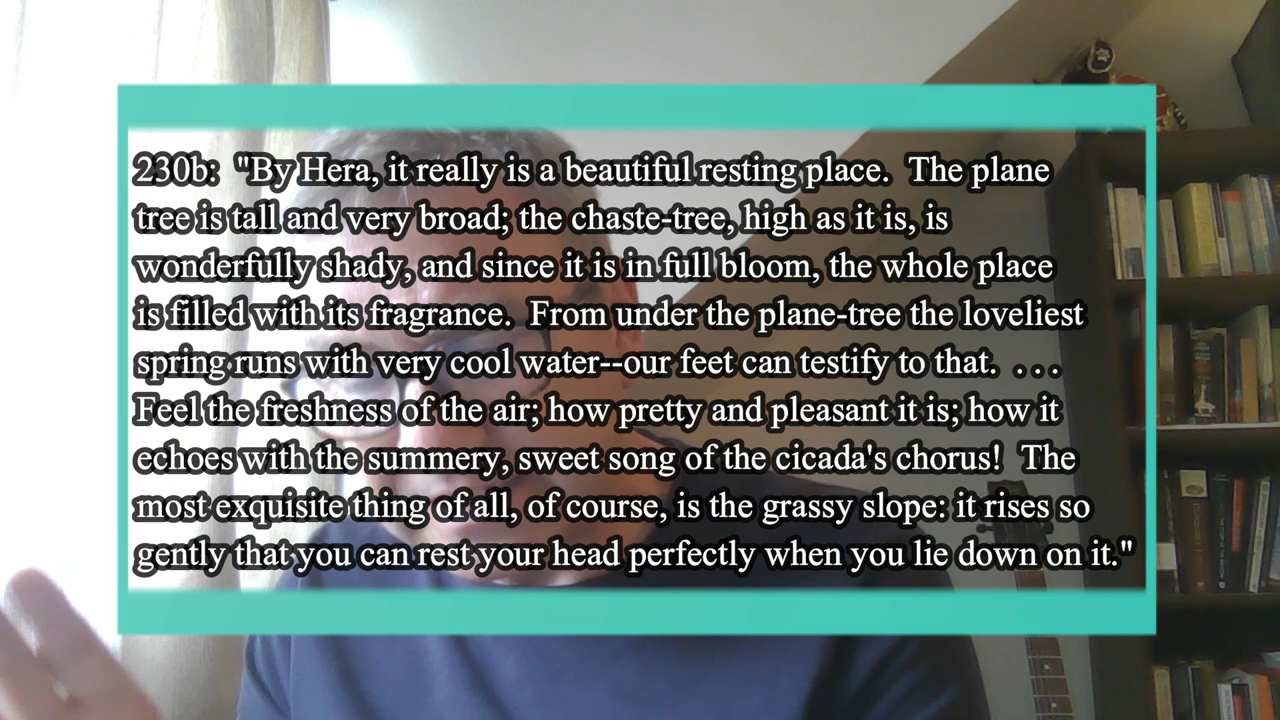 230b:  "By Hera, it really is a beautiful resting place.  The plane
tree is tall and very broad; the chaste-tree, high as it is, is
wonderfully shady, and since it is in full bloom, the whole place
is filled with its fragrance.  From under the plane-tree the loveliest
spring runs with very cool water--our feet can testify to that.  . . .
Feel the freshness of the air; how pretty and pleasant it is; how it
echoes with the summery, sweet song of the cicada's chorus!  The
most exquisite thing of all, of course, is the grassy slope: it rises so
gently that you can rest your head perfectly when you lie down on it."